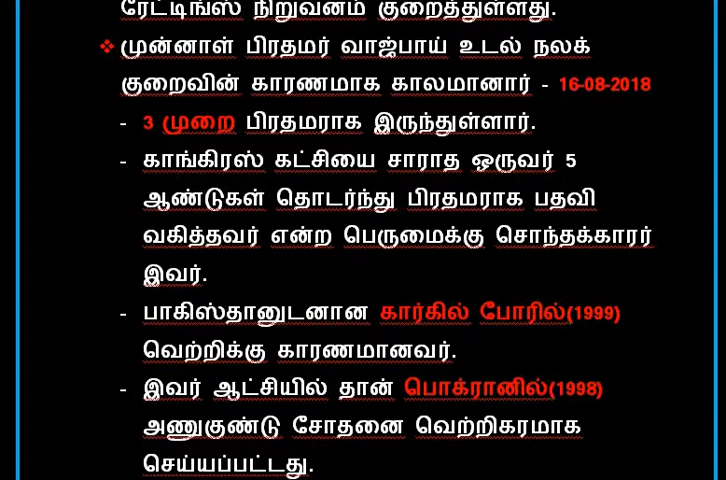 ரேட்டிங்ஸ் நிறுவனம் குறைத்துள்ளது.
❖ முன்னாள் பிரதமர் வாஜ்பாய் உடல் நலக்
குறைவின் காரணமாக காலமானார் - 16-08-2018
- 3 முறை பிரதமராக இருந்துள்ளார்.
- காங்கிரஸ் கட்சியை சாராத ஒருவர் 5
ஆண்டுகள் தொடர்ந்து பிரதமராக பதவி
வகித்தவர் என்ற பெருமைக்கு சொந்தக்காரர்
இவர்.
- பாகிஸ்தானுடனான கார்கில் போரில்(1999)
வெற்றிக்கு காரணமானவர்.
- இவர் ஆட்சியில் தான் பொக்ரானில்(1998)
அணுகுண்டு சோதனை வெற்றிகரமாக
செய்யப்பட்டது.